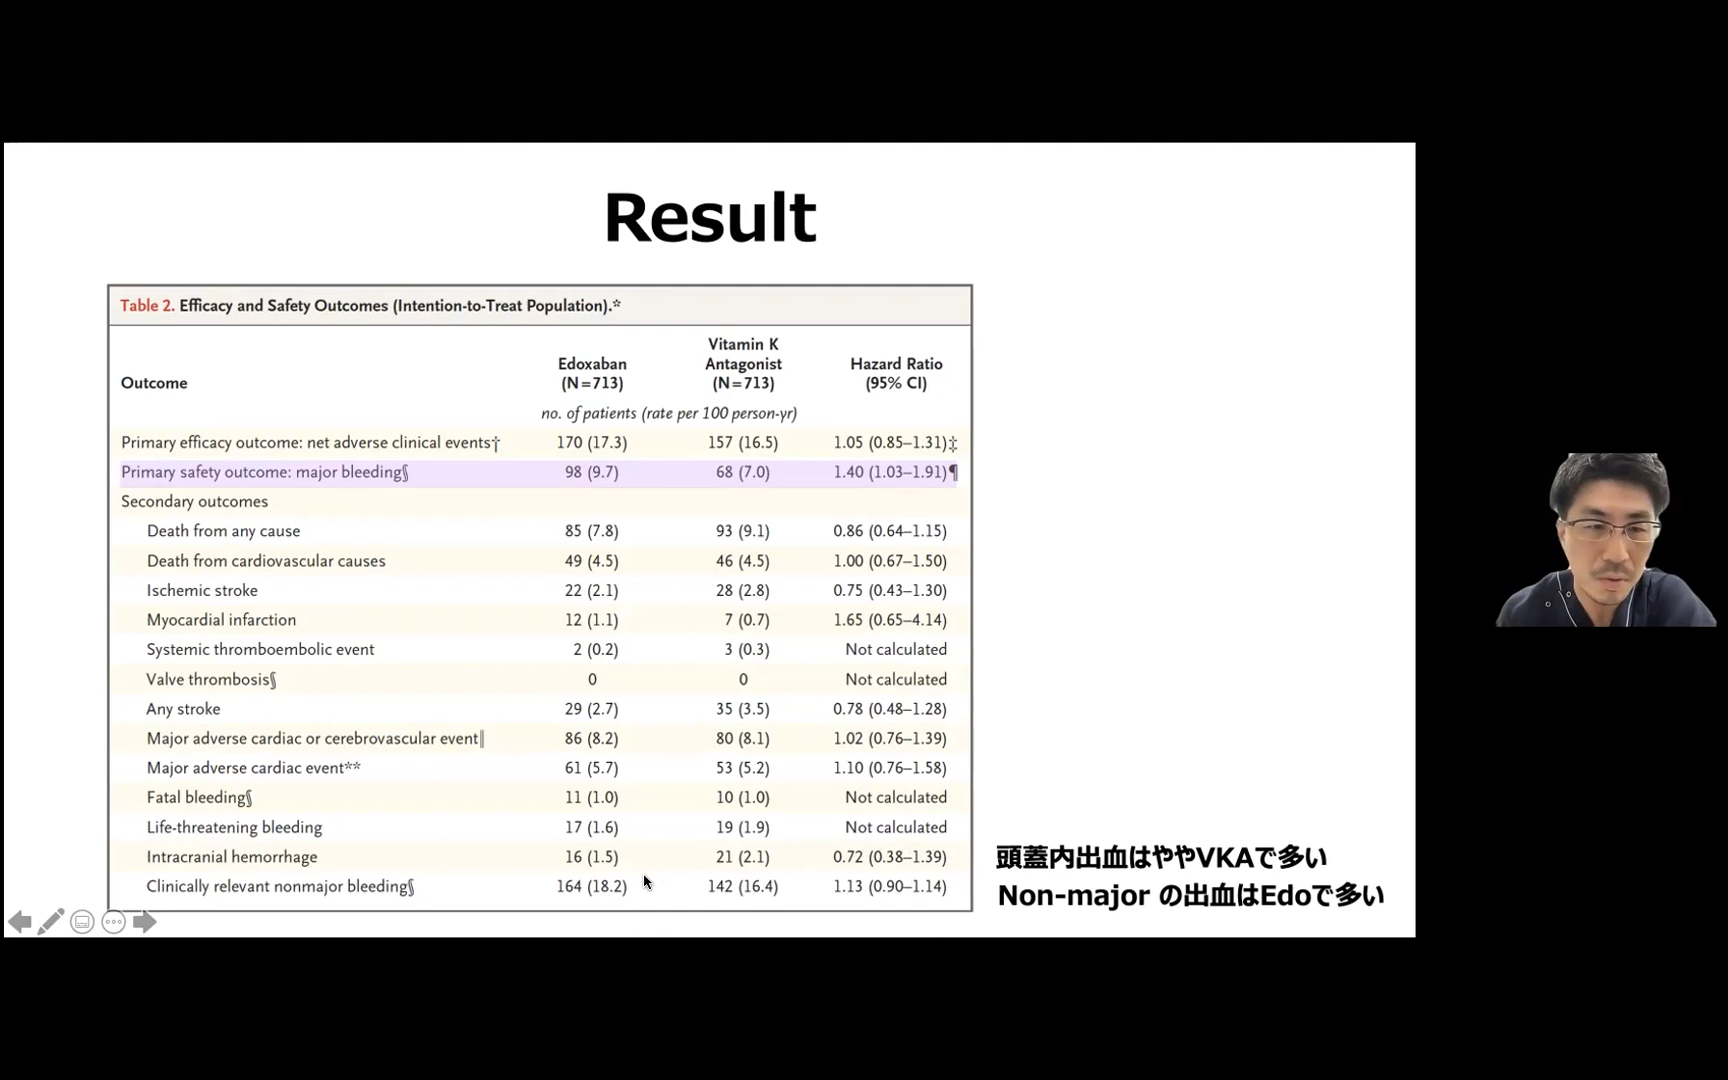 Result
Table 2. Efficacy and Safety Outcomes (Intention-to-Treat Population).*
Outcome Edoxaban (N=713) Vitamin K Antagonist (N=713) Hazard Ratio (95% CI)
no. of patients (rate per 100 person-yr)
Primary efficacy outcome: net adverse clinical events† 170 (17.3) 157 (16.5) 1.05 (0.85–1.31)‡
Primary safety outcome: major bleeding§ 98 (9.7) 68 (7.0) 1.40 (1.03–1.91)¶
Secondary outcomes
Death from any cause 85 (7.8) 93 (9.1) 0.86 (0.64–1.15)
Death from cardiovascular causes 49 (4.5) 46 (4.5) 1.00 (0.67–1.50)
Ischemic stroke 22 (2.1) 28 (2.8) 0.75 (0.43–1.30)
Myocardial infarction 12 (1.1) 7 (0.7) 1.65 (0.65–4.14)
Systemic thromboembolic event 2 (0.2) 3 (0.3) Not calculated
Valve thrombosis§ 0 0 Not calculated
Any stroke 29 (2.7) 35 (3.5) 0.78 (0.48–1.28)
Major adverse cardiac or cerebrovascular event‖ 86 (8.2) 80 (8.1) 1.02 (0.76–1.39)
Major adverse cardiac event** 61 (5.7) 53 (5.2) 1.10 (0.76–1.58)
Fatal bleeding§ 11 (1.0) 10 (1.0) Not calculated
Life-threatening bleeding 17 (1.6) 19 (1.9) Not calculated
Intracranial hemorrhage 16 (1.5) 21 (2.1) 0.72 (0.38–1.39)
Clinically relevant nonmajor bleeding§ 164 (18.2) 142 (16.4) 1.13 (0.90–1.14)
頭蓋内出血はややVKAで多い
Non-major の出血はEdoで多い